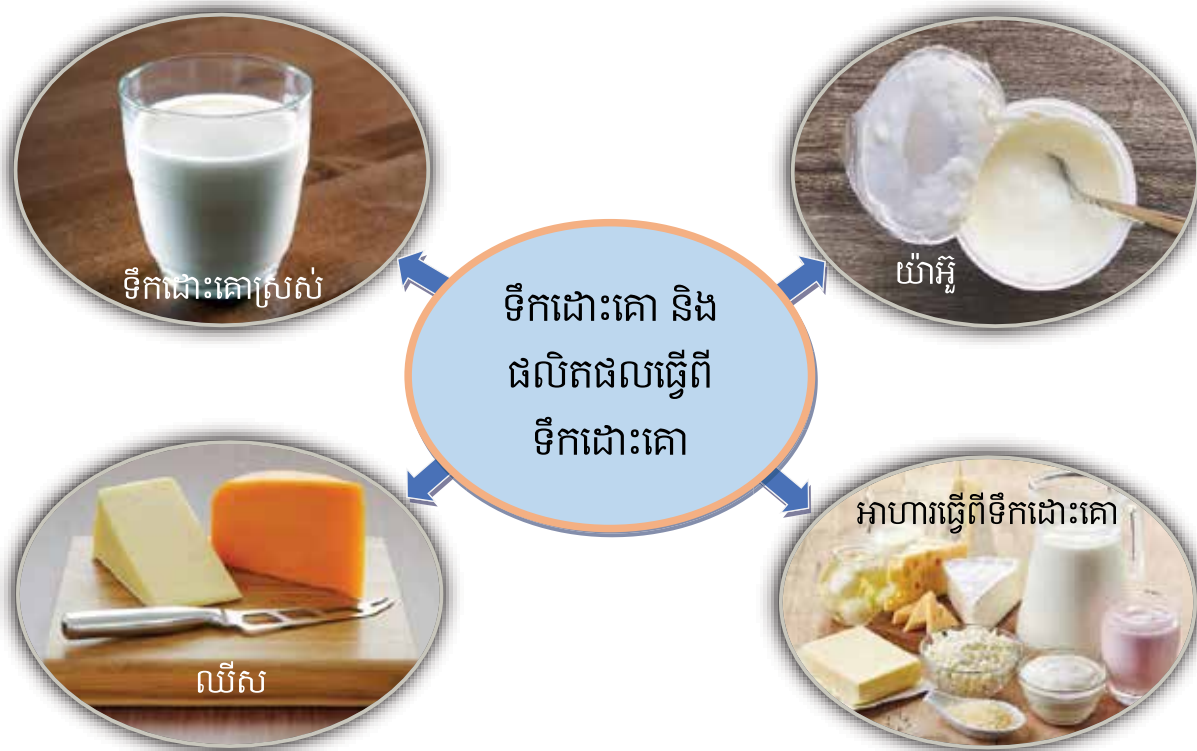 ទឹកដោះគោស្រស់
យ៉ាអ៊ួ
ទឹកដោះគោ និង
ផលិតផលធ្វើពី
ទឹកដោះគោ
ឈីស
អាហារធ្វើពីទឹកដោះគោ